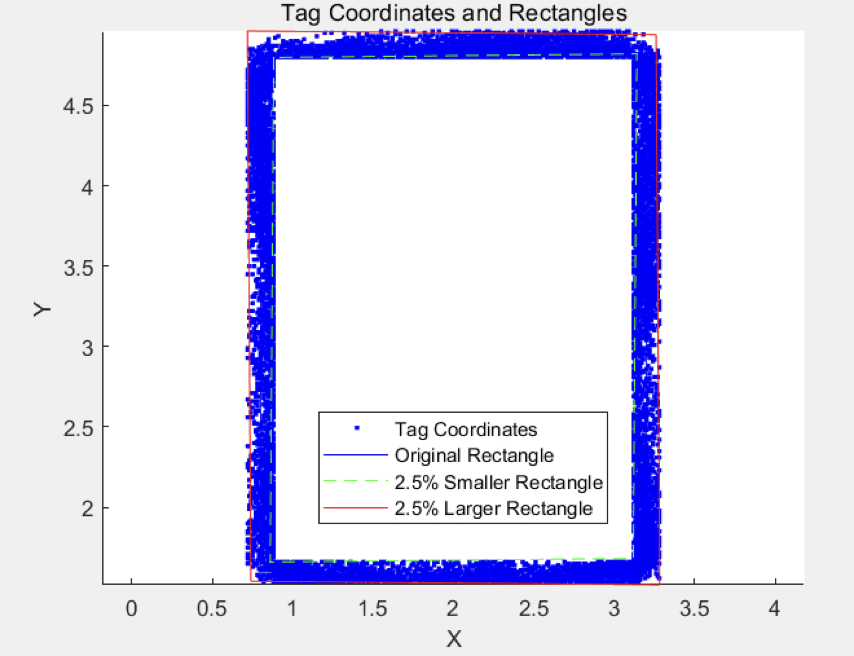 Tag Coordinates and Rectangles
4.5
4
3.5
3
2.5
2
Y
Tag Coordinates
Original Rectangle
2.5% Smaller Rectangle
2.5% Larger Rectangle
0 0.5 1 1.5 2 2.5 3 3.5 4
X